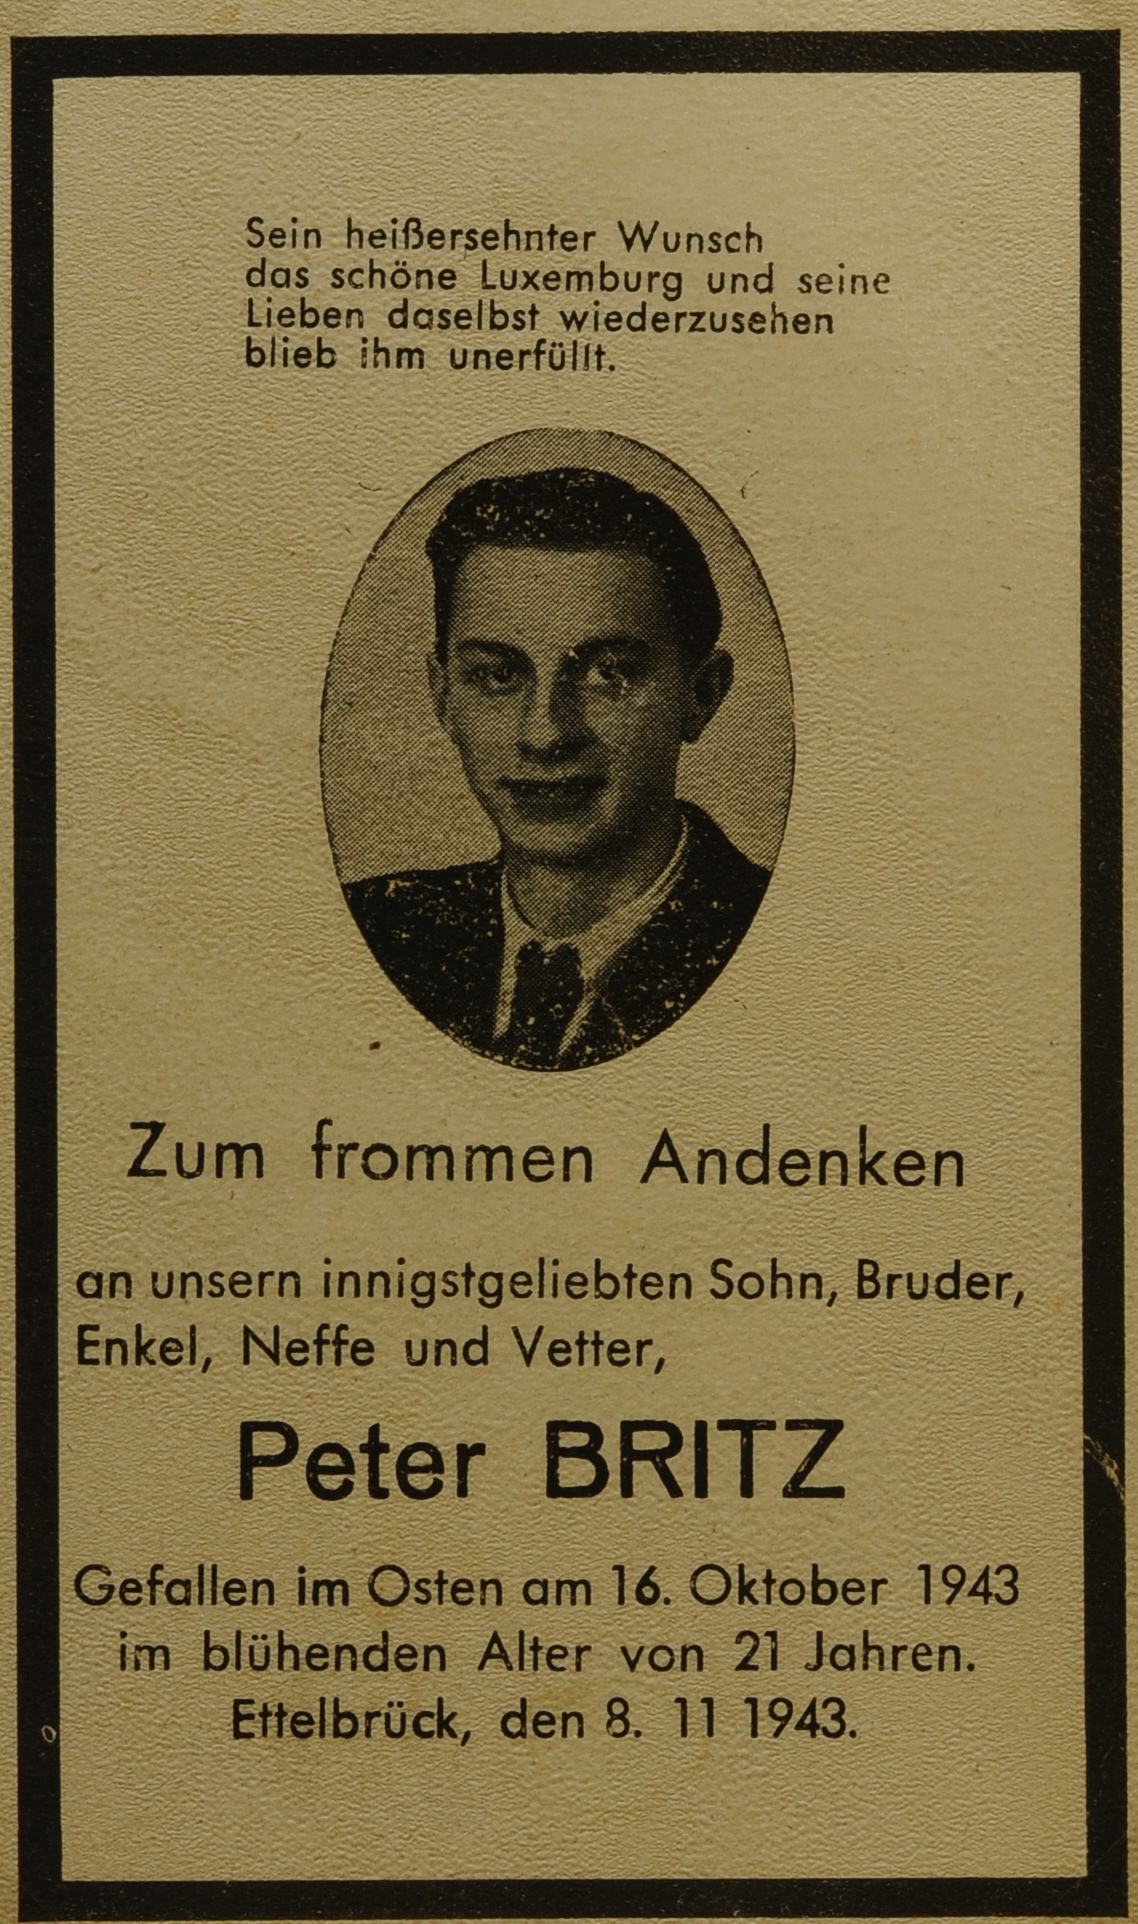 Sein heißersehnter Wunsch
das schöne Luxemburg und seine
Lieben daselbst wiederzusehen
blieb ihm unerfüllt.
Zum frommen Andenken
an unsern innigstgeliebten Sohn, Bruder,
Enkel, Neffe und Vetter,
Peter BRITZ
Gefallen im Osten am 16. Oktober 1943
im blühenden Alter von 21 Jahren.
Ettelbrück, den 8. 11 1943.